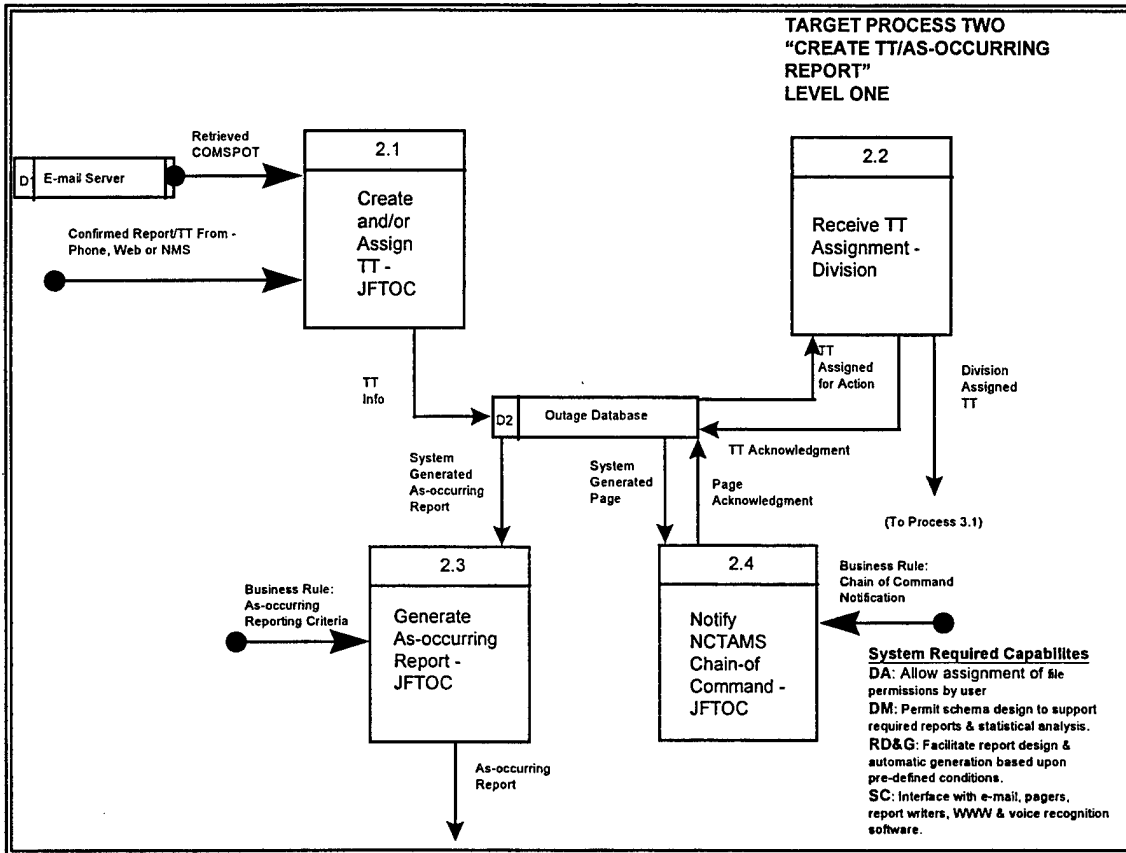 TARGET PROCESS TWO
“CREATE TT/AS-OCCURRING
REPORT”
LEVEL ONE
Retrieved
COMSPOT
D1 E-mail Server
Confirmed Report/TT From -
Phone, Web or NMS
2.1
Create
and/or
Assign
TT -
JFTOC
2.2
Receive TT
Assignment -
Division
TT
Info
TT
Assigned
for Action
Division
Assigned
TT
D2 Outage Database
TT Acknowledgment
System
Generated
As-occurring
Report
System
Generated
Page
Page
Acknowledgment
(To Process 3.1)
2.3
Generate
As-occurring
Report -
JFTOC
Business Rule:
As-occurring
Reporting Criteria
2.4
Notify
NCTAMS
Chain-of
Command -
JFTOC
Business Rule:
Chain of Command
Notification
As-occurring
Report
System Required Capabilites
DA: Allow assignment of file
permissions by user
DM: Permit schema design to support
required reports & statistical analysis.
RD&G: Facilitate report design &
automatic generation based upon
pre-defined conditions.
SC: Interface with e-mail, pagers,
report writers, WWW & voice recognition
software.